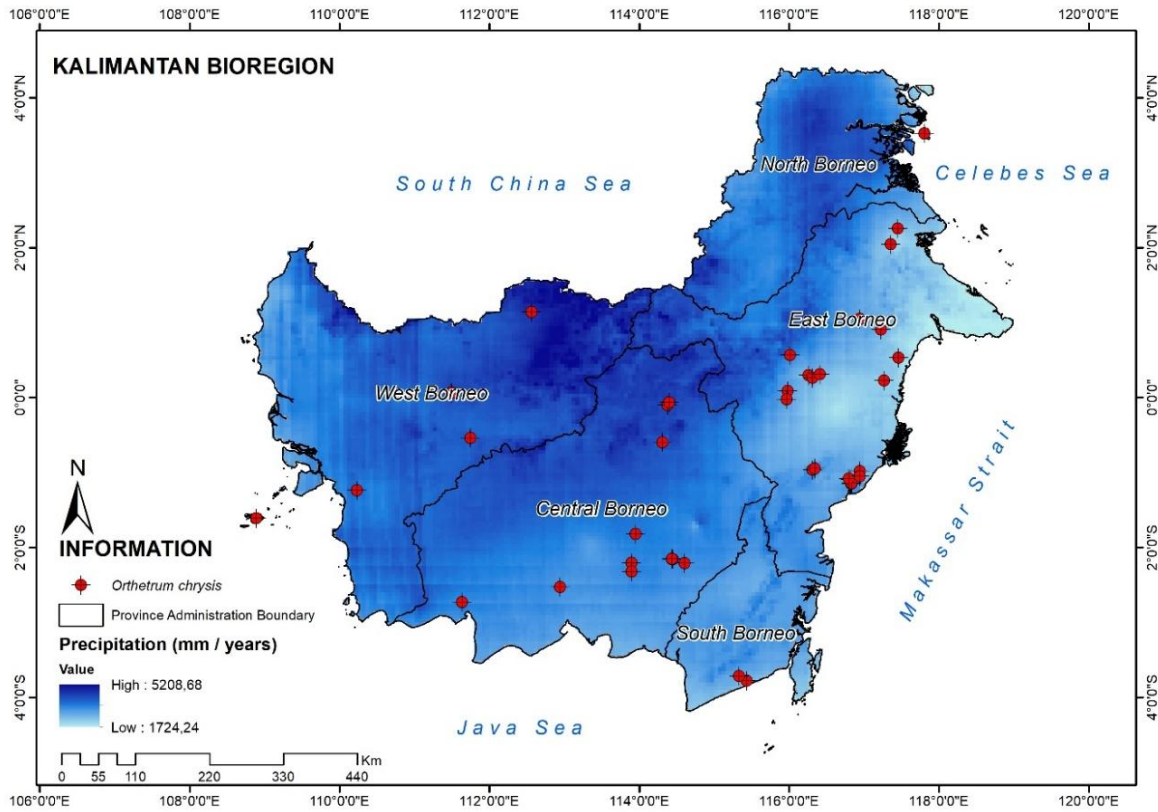 106°0'0"E 108°0'0"E 110°0'0"E 112°0'0"E 114°0'0"E 116°0'0"E 118°0'0"E 120°0'0"E
KALIMANTAN BIOREGION
4°0'0"N 4°0'0"N
North Borneo
South China Sea
Celebes Sea
2°0'0"N 2°0'0"N
East Borneo
West Borneo
0°0'0" 0°0'0"
Makassar Strait
N
Central Borneo
INFORMATION
2°0'0"S 2°0'0"S
Orthetrum chrysis
Province Administration Boundary
South Borneo
Precipitation (mm / years)
Value
High : 5208,68
4°0'0"S 4°0'0"S
Low : 1724,24
Java Sea
Km
0 55 110 220 330 440
106°0'0"E 108°0'0"E 110°0'0"E 112°0'0"E 114°0'0"E 116°0'0"E 118°0'0"E 120°0'0"E